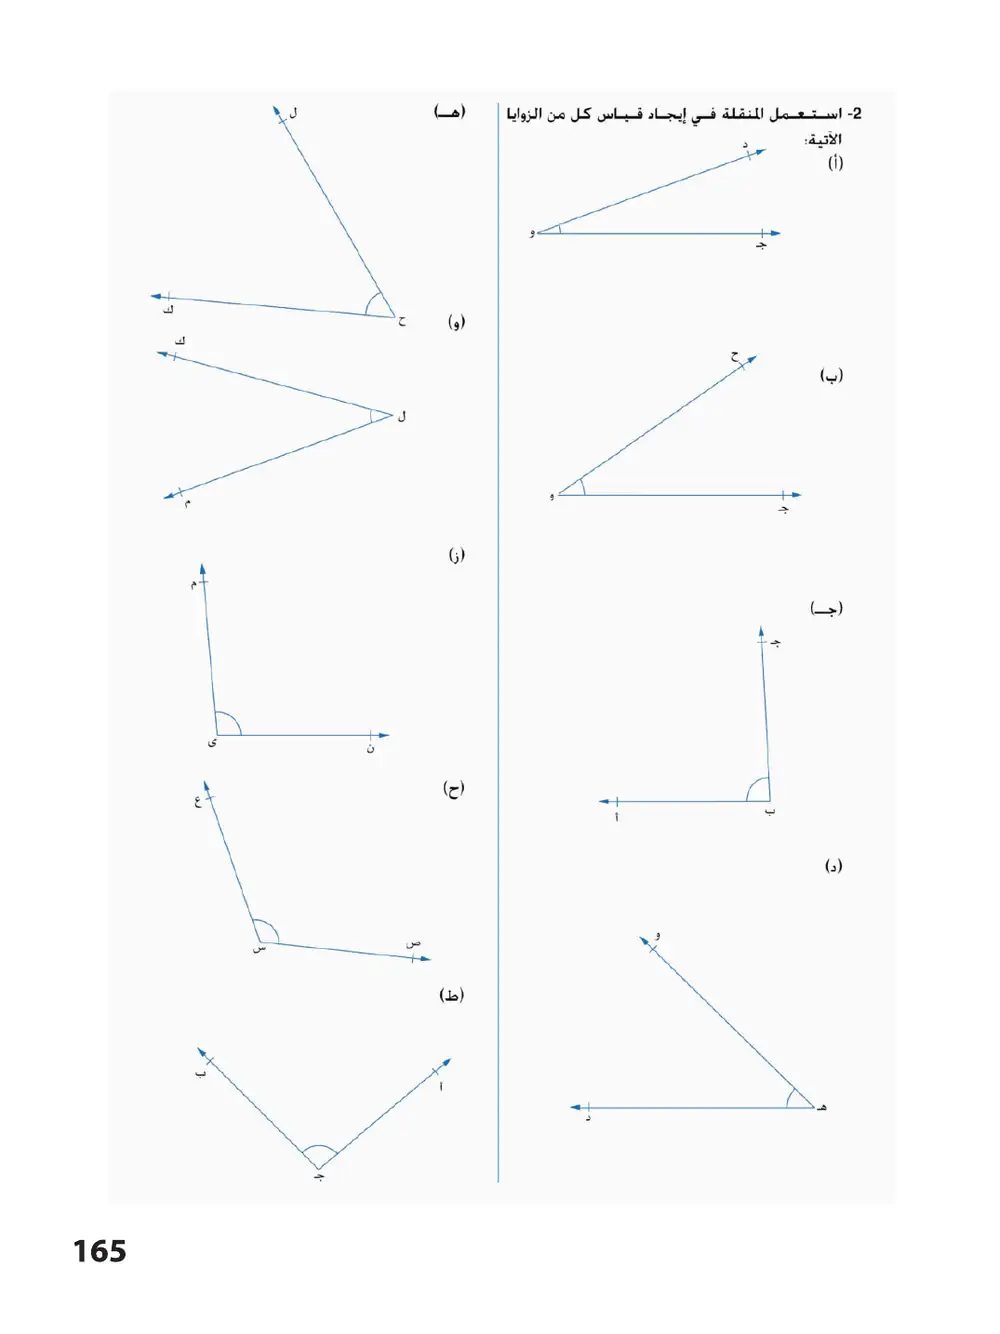 2- استعمل المنقلة في إيجاد قياس كل من الزوايا
الآتية:
(أ)
د
و
جـ
(ب)
ح
و
جـ
(جـ)
جـ
ب
أ
(د)
و
هـ
د
(هـ)
ل
ك
ح
(و)
ك
ل
م
(ز)
م
ى
ن
(ح)
ع
س
ص
(ط)
ب
ا
جـ
165